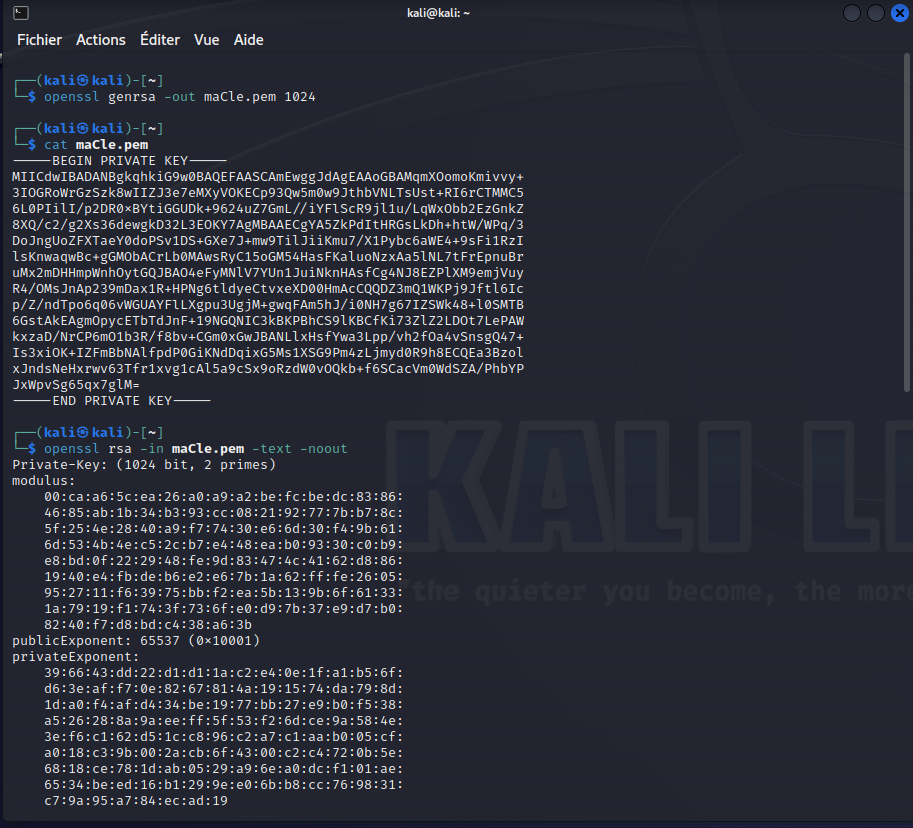 kali@kali: ~
Fichier Actions Éditer Vue Aide
┌──(kali㉿kali)-[~]
└─$ openssl genrsa -out maCle.pem 1024
┌──(kali㉿kali)-[~]
└─$ cat maCle.pem
-----BEGIN PRIVATE KEY-----
MIICdwIBADANBgkqhkiG9w0BAQEFAASCAmEwggJdAgEAAoGBAMqmXOomoKmivvy+
3IOGRoWrGzSzk8wIIZJ3e7eMXyVOKECp93Qw5m0w9JthbVNLTsUst+RI6rCTMMC5
6L0PIilI/p2DR0×BYtiGGUDk+9624uZ7GmL//iYFlScR9jl1u/LqWxObb2EzGnkZ
8XQ/c2/g2Xs36dewgkD32L3EOKY7AgMBAAECgYA5ZkPdItHRGsLkDh+htW/WPq/3
DoJngUoZFXTaeY0doPSv1DS+GXe7J+mw9TilJiiKmu7/X1Pybc6aWE4+9sFi1RzI
lsKnwaqwBc+gGMObACrLb0MAwsRyC15oGM54HasFKaluoNzxAa5lNL7tFrEpnuBr
uMx2mDHHmpWnhOytGQJBAO4eFyMNlV7YUn1JuiNknHAsfCg4NJ8EZPlXM9emjVuy
R4/OMsJnAp239mDax1R+HPNg6tldyeCtvxeXD00HmAcCQQDZ3mQ1WKPj9Jftl6Ic
p/Z/ndTpo6q06vWGUAYFlLXgpu3UgjM+gwqFAm5hJ/i0NH7g67IZSWk48+l0SMTB
6GstAkEAgmOpycETbTdJnF+19NGQNIC3kBKPBhCS9lKBCfKi73ZlZ2LDOt7LePAW
kxzaD/NrCP6mO1b3R/f8bv+CGm0xGwJBANLlxHsfYwa3Lpp/vh2fOa4vSnsgQ47+
Is3xiOK+IZFmBbNAlfpdP0GiKNdDqixG5Ms1XSG9Pm4zLjmyd0R9h8ECQEa3Bzol
xJndsNeHxrwv63Tfr1xvg1cAl5a9cSx9oRzdW0vOQkb+f6SCacVm0WdSZA/PhbYP
JxWpvSg65qx7glM=
-----END PRIVATE KEY-----
┌──(kali㉿kali)-[~]
└─$ openssl rsa -in maCle.pem -text -noout
Private-Key: (1024 bit, 2 primes)
modulus:
00:ca:a6:5c:ea:26:a0:a9:a2:be:fc:be:dc:83:86:
46:85:ab:1b:34:b3:93:cc:08:21:92:77:7b:b7:8c:
5f:25:4e:28:40:a9:f7:74:30:e6:6d:30:f4:9b:61:
6d:53:4b:4e:c5:2c:b7:e4:48:ea:b0:93:30:c0:b9:
e8:bd:0f:22:29:48:fe:9d:83:47:4c:41:62:d8:86:
19:40:e4:fb:de:b6:e2:e6:7b:1a:62:ff:fe:26:05:
95:27:11:f6:39:75:bb:f2:ea:5b:13:9b:6f:61:33:
1a:79:19:f1:74:3f:73:6f:e0:d9:7b:37:e9:d7:b0:
82:40:f7:d8:bd:c4:38:a6:3b
publicExponent: 65537 (0×10001)
privateExponent:
39:66:43:dd:22:d1:d1:1a:c2:e4:0e:1f:a1:b5:6f:
d6:3e:af:f7:0e:82:67:81:4a:19:15:74:da:79:8d:
1d:a0:f4:af:d4:34:be:19:77:bb:27:e9:b0:f5:38:
a5:26:28:8a:9a:ee:ff:5f:53:f2:6d:ce:9a:58:4e:
3e:f6:c1:62:d5:1c:c8:96:c2:a7:c1:aa:b0:05:cf:
a0:18:c3:9b:00:2a:cb:6f:43:00:c2:c4:72:0b:5e:
68:18:ce:78:1d:ab:05:29:a9:6e:a0:dc:f1:01:ae:
65:34:be:ed:16:b1:29:9e:e0:6b:b8:cc:76:98:31:
c7:9a:95:a7:84:ec:ad:19
KALI LI
"the quieter you become, the more